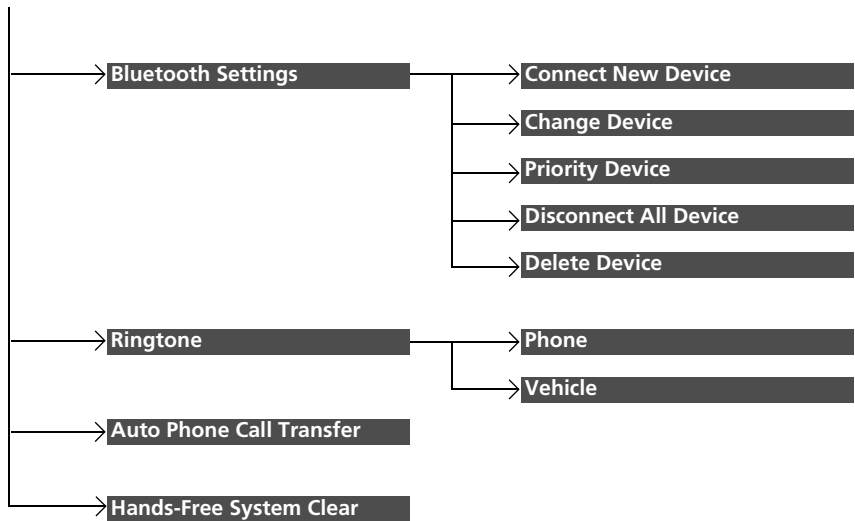 Bluetooth Settings
Connect New Device
Change Device
Priority Device
Disconnect All Device
Delete Device
Ringtone
Phone
Vehicle
Auto Phone Call Transfer
Hands-Free System Clear